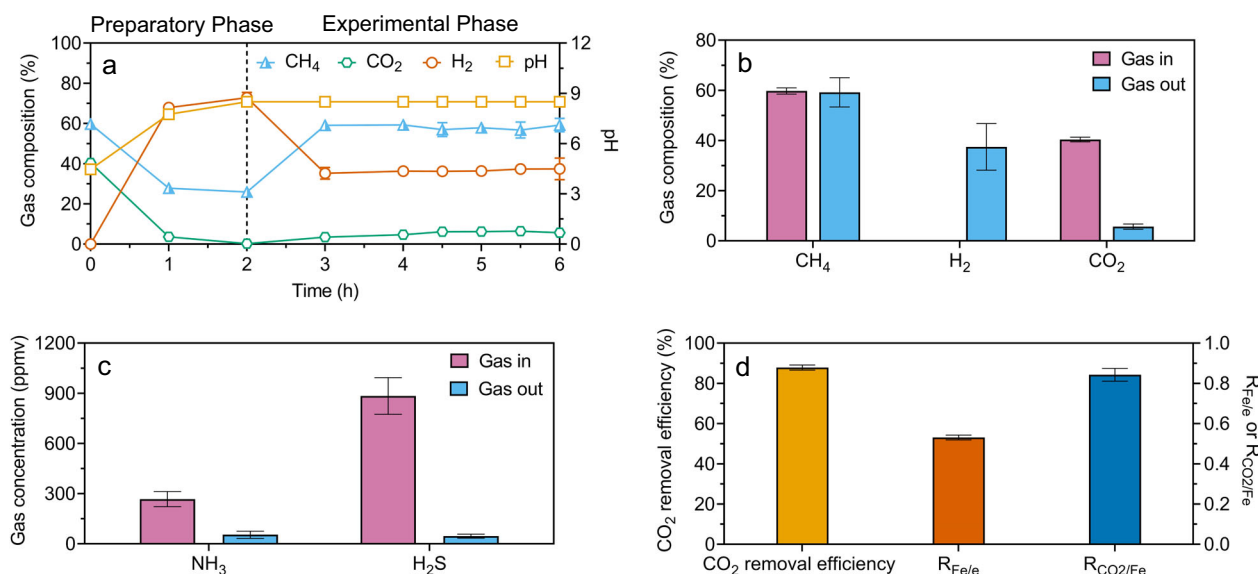 Preparatory Phase Experimental Phase
a
CH4 CO2 H2 pH
Gas composition (%)
100
80
60
40
20
0
12
9
6
3
0
pH
0 1 2 3 4 5 6
Time (h)
b
Gas in
Gas out
Gas composition (%)
80
60
40
20
0
CH4 H2 CO2
c
Gas in
Gas out
Gas concentration (ppmv)
1200
900
600
300
0
NH3 H2S
d
CO2 removal efficiency (%)
100
80
60
40
20
0
1.0
0.8
0.6
0.4
0.2
0.0
RFe/e or RCO2/Fe
CO2 removal efficiency RFe/e RCO2/Fe